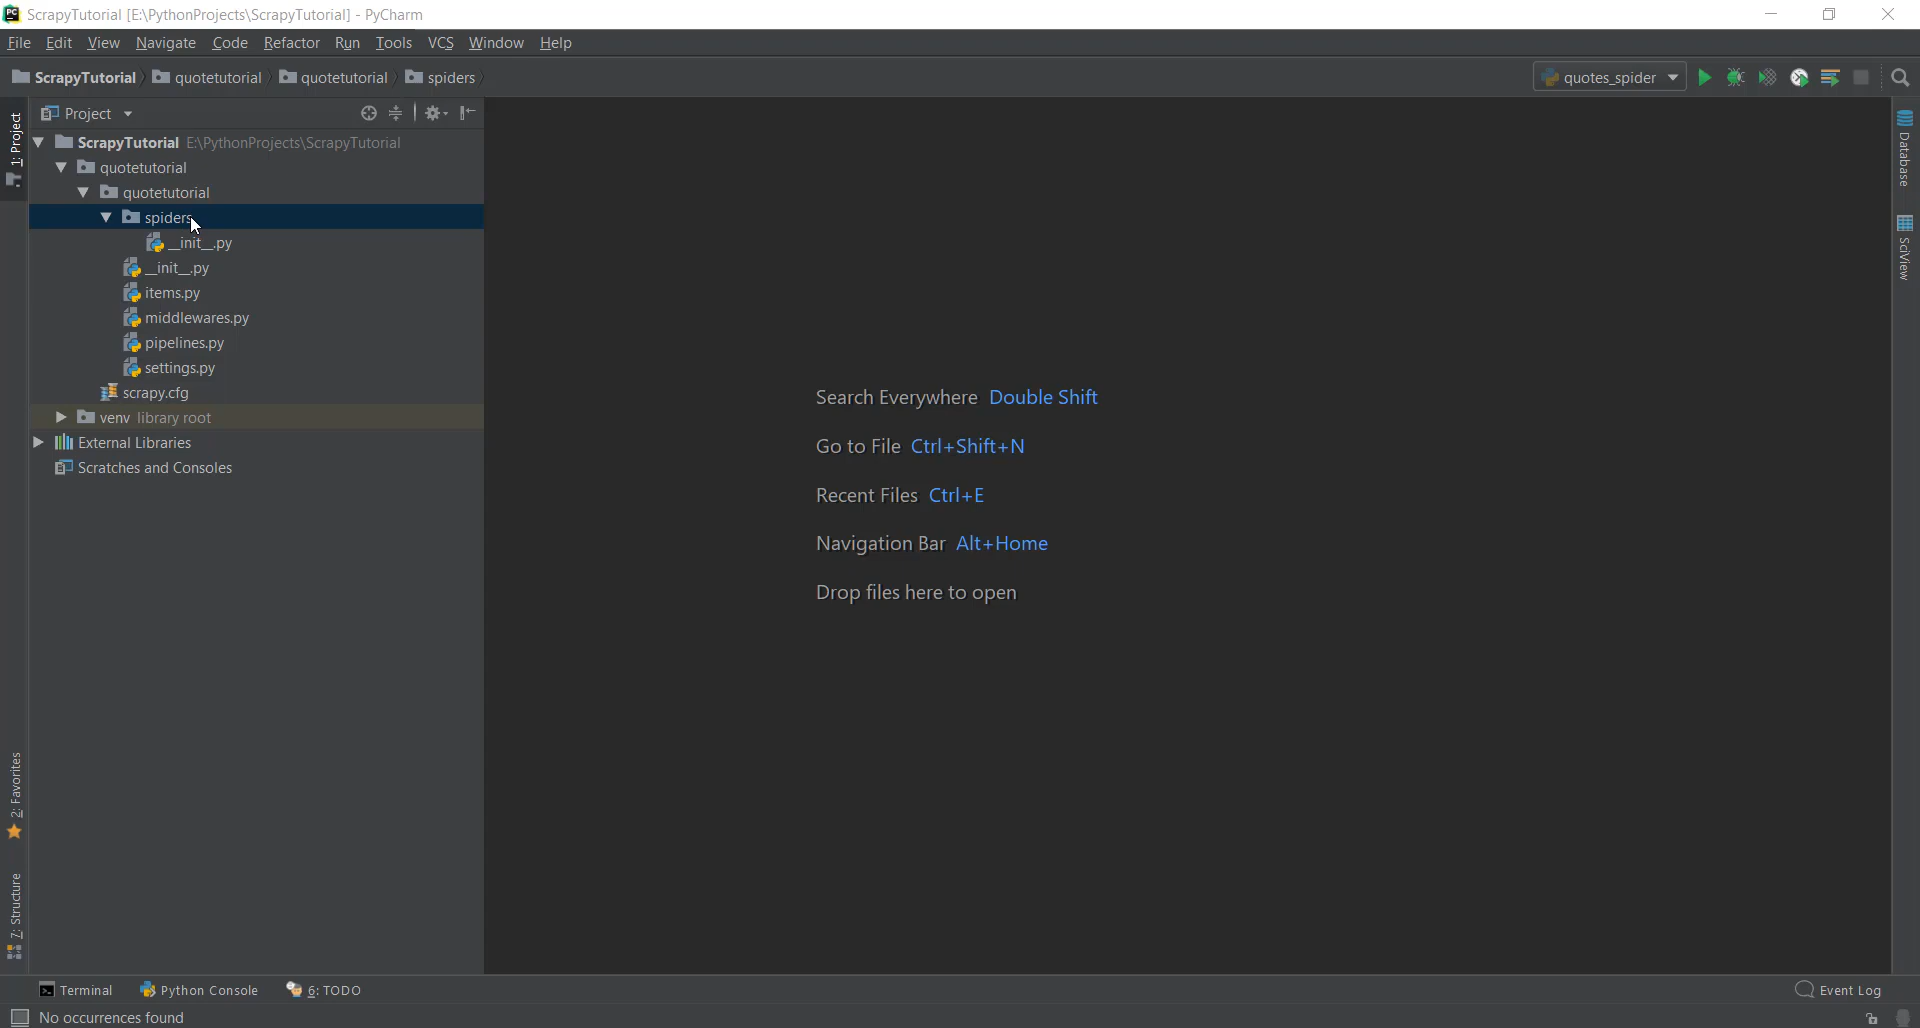 ScrapyTutorial [E:\PythonProjects\ScrapyTutorial] - PyCharm
File Edit View Navigate Code Refactor Run Tools VCS Window Help
ScrapyTutorial quotetutorial quotetutorial spiders quotes_spider
1: Project
Project
ScrapyTutorial E:\PythonProjects\ScrapyTutorial
quotetutorial
quotetutorial
spiders
__init__.py
__init__.py
items.py
middlewares.py
pipelines.py
settings.py
scrapy.cfg
venv library root
External Libraries
Scratches and Consoles
Search Everywhere Double Shift
Go to File Ctrl+Shift+N
Recent Files Ctrl+E
Navigation Bar Alt+Home
Drop files here to open
Database
SciView
2: Favorites
7: Structure
Terminal Python Console 6: TODO Event Log
No occurrences found